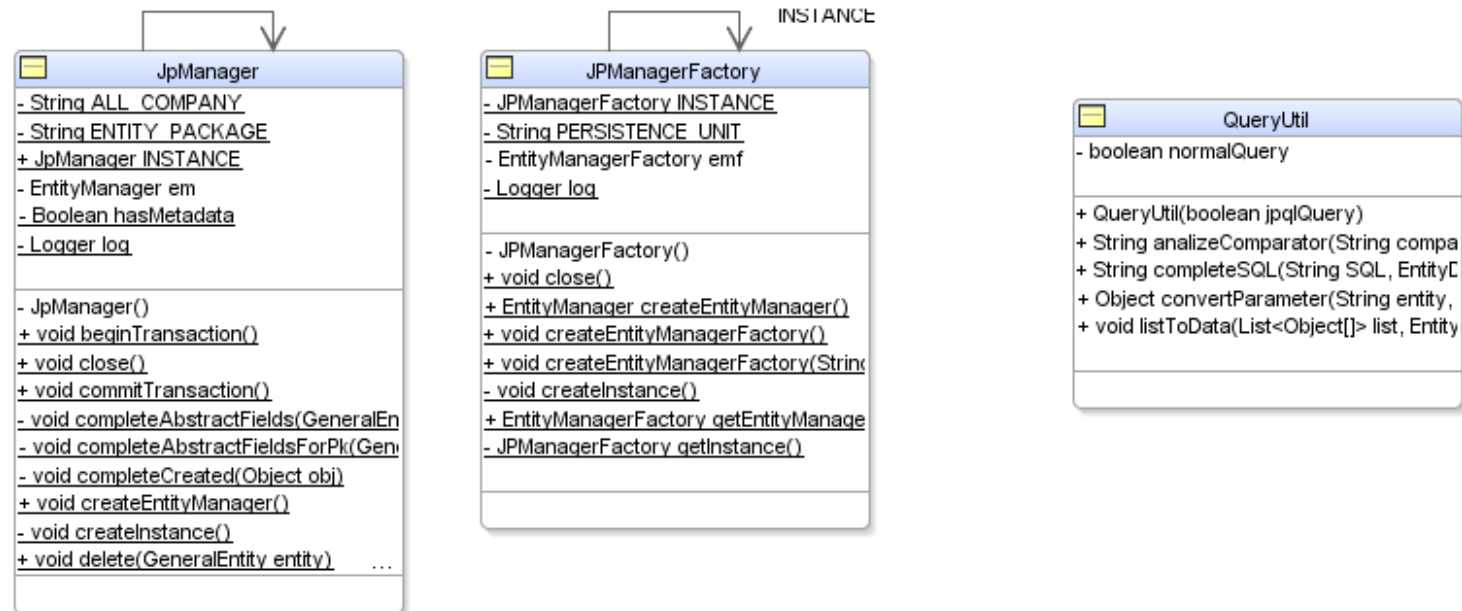 INSTANCE
JpManager
- String ALL_COMPANY
- String ENTITY_PACKAGE
+ JpManager INSTANCE
- EntityManager em
- Boolean hasMetadata
- Logger log
- JpManager()
+ void beginTransaction()
+ void close()
+ void commitTransaction()
- void completeAbstractFields(GeneralEn
- void completeAbstractFieldsForPk(Gen
- void completeCreated(Object obj)
+ void createEntityManager()
- void createInstance()
+ void delete(GeneralEntity entity) ...
JPManagerFactory
- JPManagerFactory INSTANCE
- String PERSISTENCE_UNIT
- EntityManagerFactory emf
- Logger log
- JPManagerFactory()
+ void close()
+ EntityManager createEntityManager()
+ void createEntityManagerFactory()
+ void createEntityManagerFactory(String
- void createInstance()
+ EntityManagerFactory getEntityManage
- JPManagerFactory getInstance()
QueryUtil
- boolean normalQuery
+ QueryUtil(boolean jpqlQuery)
+ String analizeComparator(String compa
+ String completeSQL(String SQL, EntityD
+ Object convertParameter(String entity,
+ void listToData(List<Object[]> list, Entity